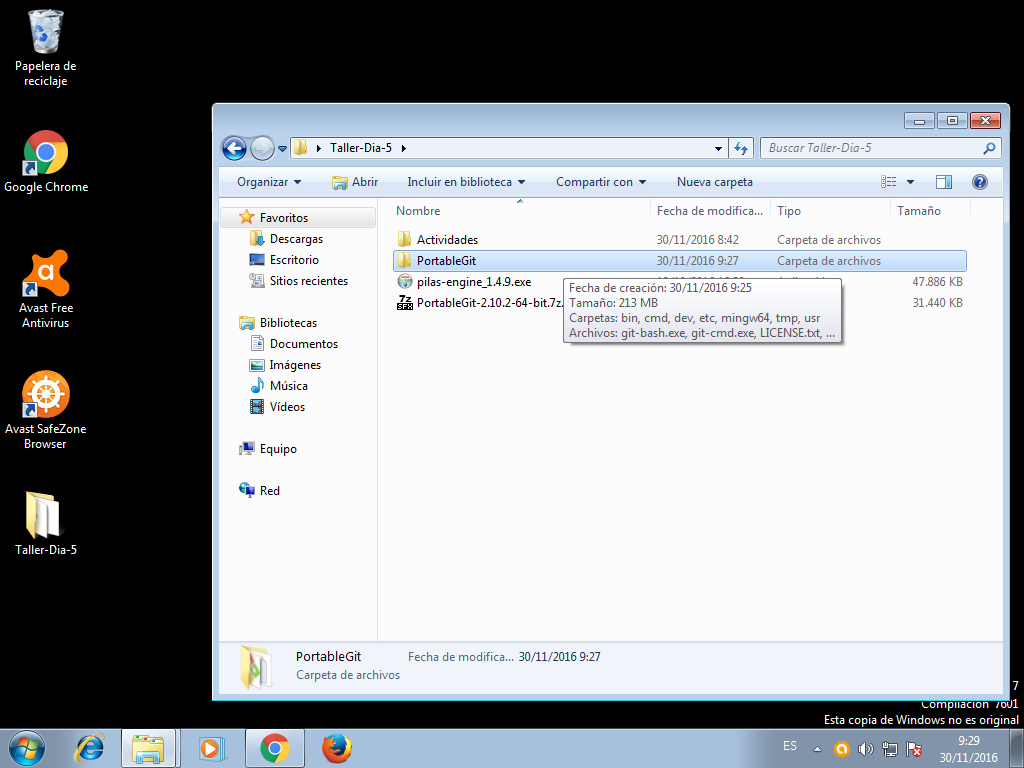 Papelera de
reciclaje
Google Chrome
Avast Free
Antivirus
Avast SafeZone
Browser
Taller-Dia-5
Taller-Dia-5
Buscar Taller-Dia-5
Organizar
Abrir
Incluir en biblioteca
Compartir con
Nueva carpeta
Favoritos
Descargas
Escritorio
Sitios recientes
Bibliotecas
Documentos
Imágenes
Música
Vídeos
Equipo
Red
Nombre Fecha de modifica... Tipo Tamaño
Actividades 30/11/2016 8:42 Carpeta de archivos
PortableGit 30/11/2016 9:27 Carpeta de archivos
pilas-engine_1.4.9.exe 47.886 KB
PortableGit-2.10.2-64-bit.7z. 31.440 KB
Fecha de creación: 30/11/2016 9:25
Tamaño: 213 MB
Carpetas: bin, cmd, dev, etc, mingw64, tmp, usr
Archivos: git-bash.exe, git-cmd.exe, LICENSE.txt, ...
PortableGit Fecha de modifica... 30/11/2016 9:27
Carpeta de archivos
7
Compilación 7601
Esta copia de Windows no es original
ES
9:29
30/11/2016